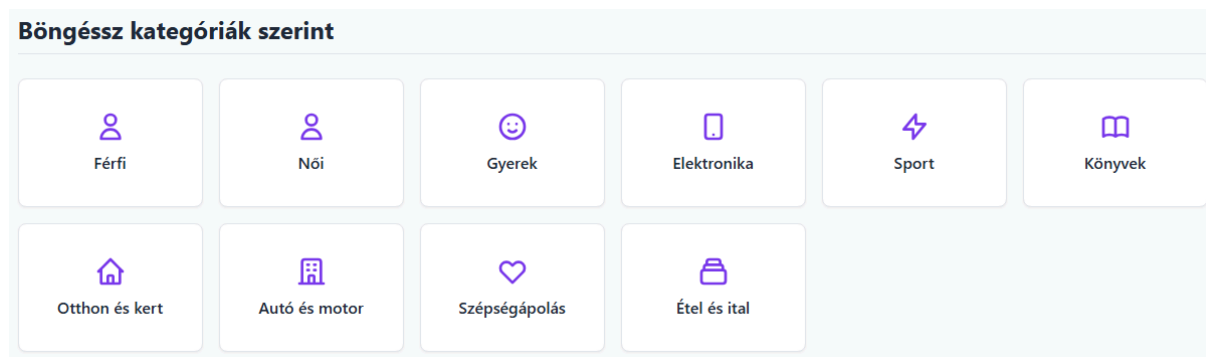 Böngéssz kategóriák szerint
Férfi
Női
Gyerek
Elektronika
Sport
Könyvek
Otthon és kert
Autó és motor
Szépségápolás
Étel és ital